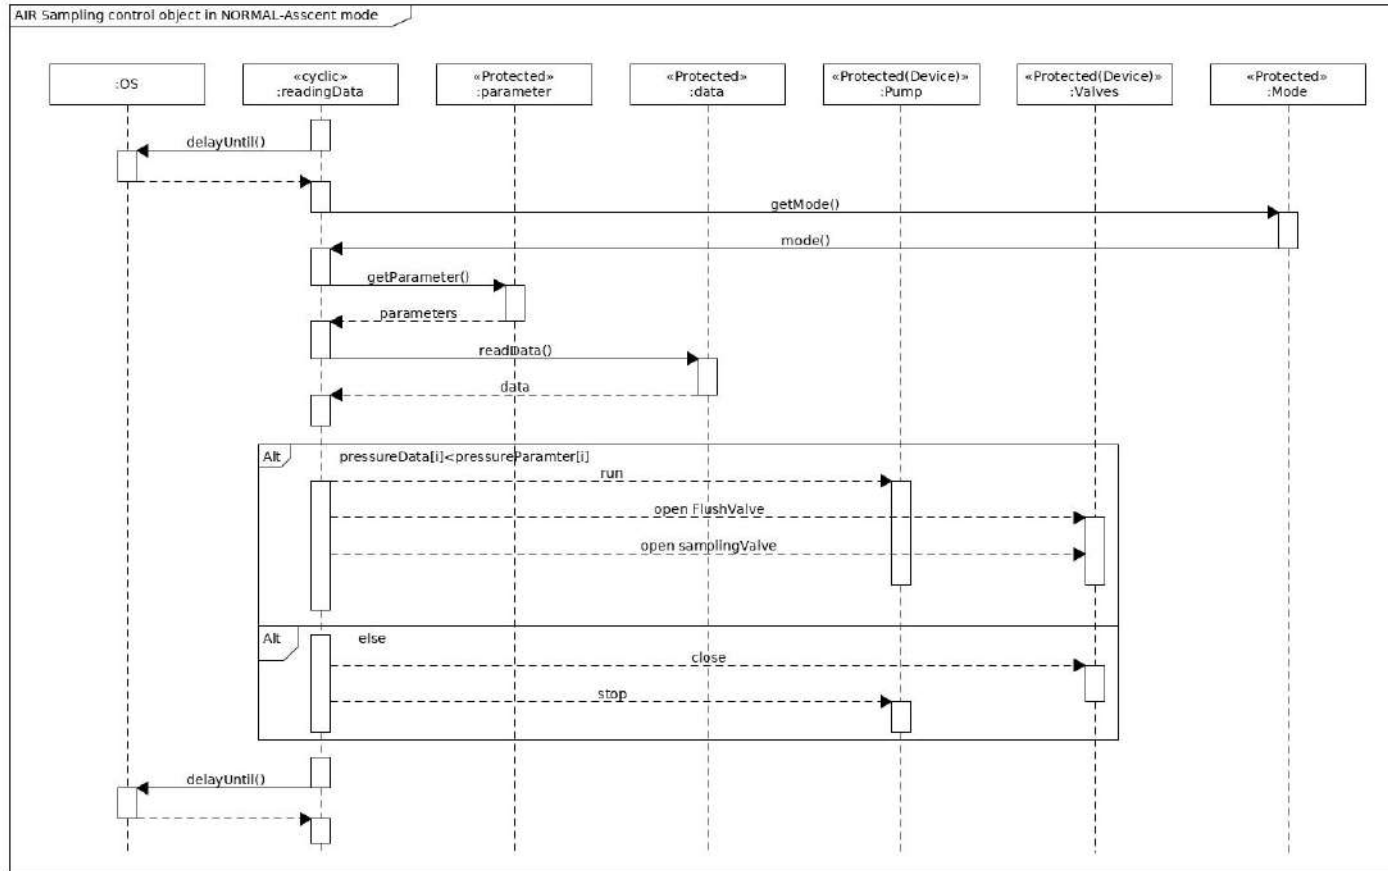 AIR Sampling control object in NORMAL-Asscent mode
:OS
«cyclic»
:readingData
«Protected»
:parameter
«Protected»
:data
«Protected(Device)»
:Pump
«Protected(Device)»
:Valves
«Protected»
:Mode
delayUntil()
getMode()
mode()
getParameter()
parameters
readData()
data
Alt
pressureData[i]<pressureParamter[i]
run
open FlushValve
open samplingValve
Alt
else
close
stop
delayUntil()